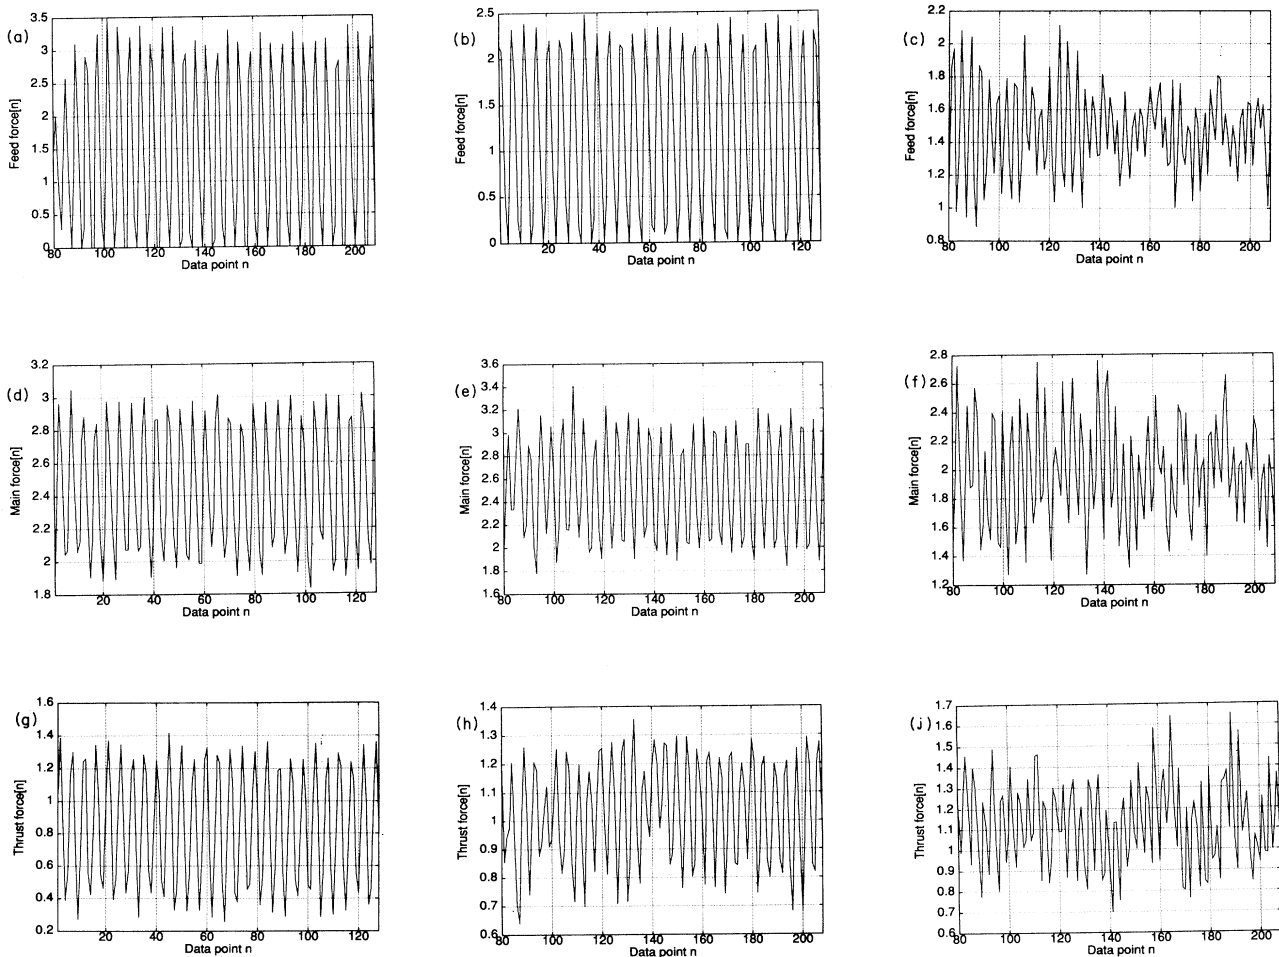 (a)
Feed force[n]
3.5
3
2.5
2
1.5
1
0.5
0
80 100 120 140 160 180 200
Data point n
(b)
Feed force[n]
2.5
2
1.5
1
0.5
0
20 40 60 80 100 120
Data point n
(c)
Feed force[n]
2.2
2
1.8
1.6
1.4
1.2
1
0.8
80 100 120 140 160 180 200
Data point n
(d)
Main force[n]
3.2
3
2.8
2.6
2.4
2.2
2
1.8
20 40 60 80 100 120
Data point n
(e)
Main force[n]
3.6
3.4
3.2
3
2.8
2.6
2.4
2.2
2
1.8
1.6
80 100 120 140 160 180 200
Data point n
(f)
Main force[n]
2.8
2.6
2.4
2.2
2
1.8
1.6
1.4
1.2
80 100 120 140 160 180 200
Data point n
(g)
Thrust force[n]
1.6
1.4
1.2
1
0.8
0.6
0.4
0.2
20 40 60 80 100 120
Data point n
(h)
Thrust force[n]
1.4
1.3
1.2
1.1
1
0.9
0.8
0.7
0.6
80 100 120 140 160 180 200
Data point n
(j)
Thrust force[n]
1.7
1.6
1.5
1.4
1.3
1.2
1.1
1
0.9
0.8
0.7
0.6
80 100 120 140 160 180 200
Data point n